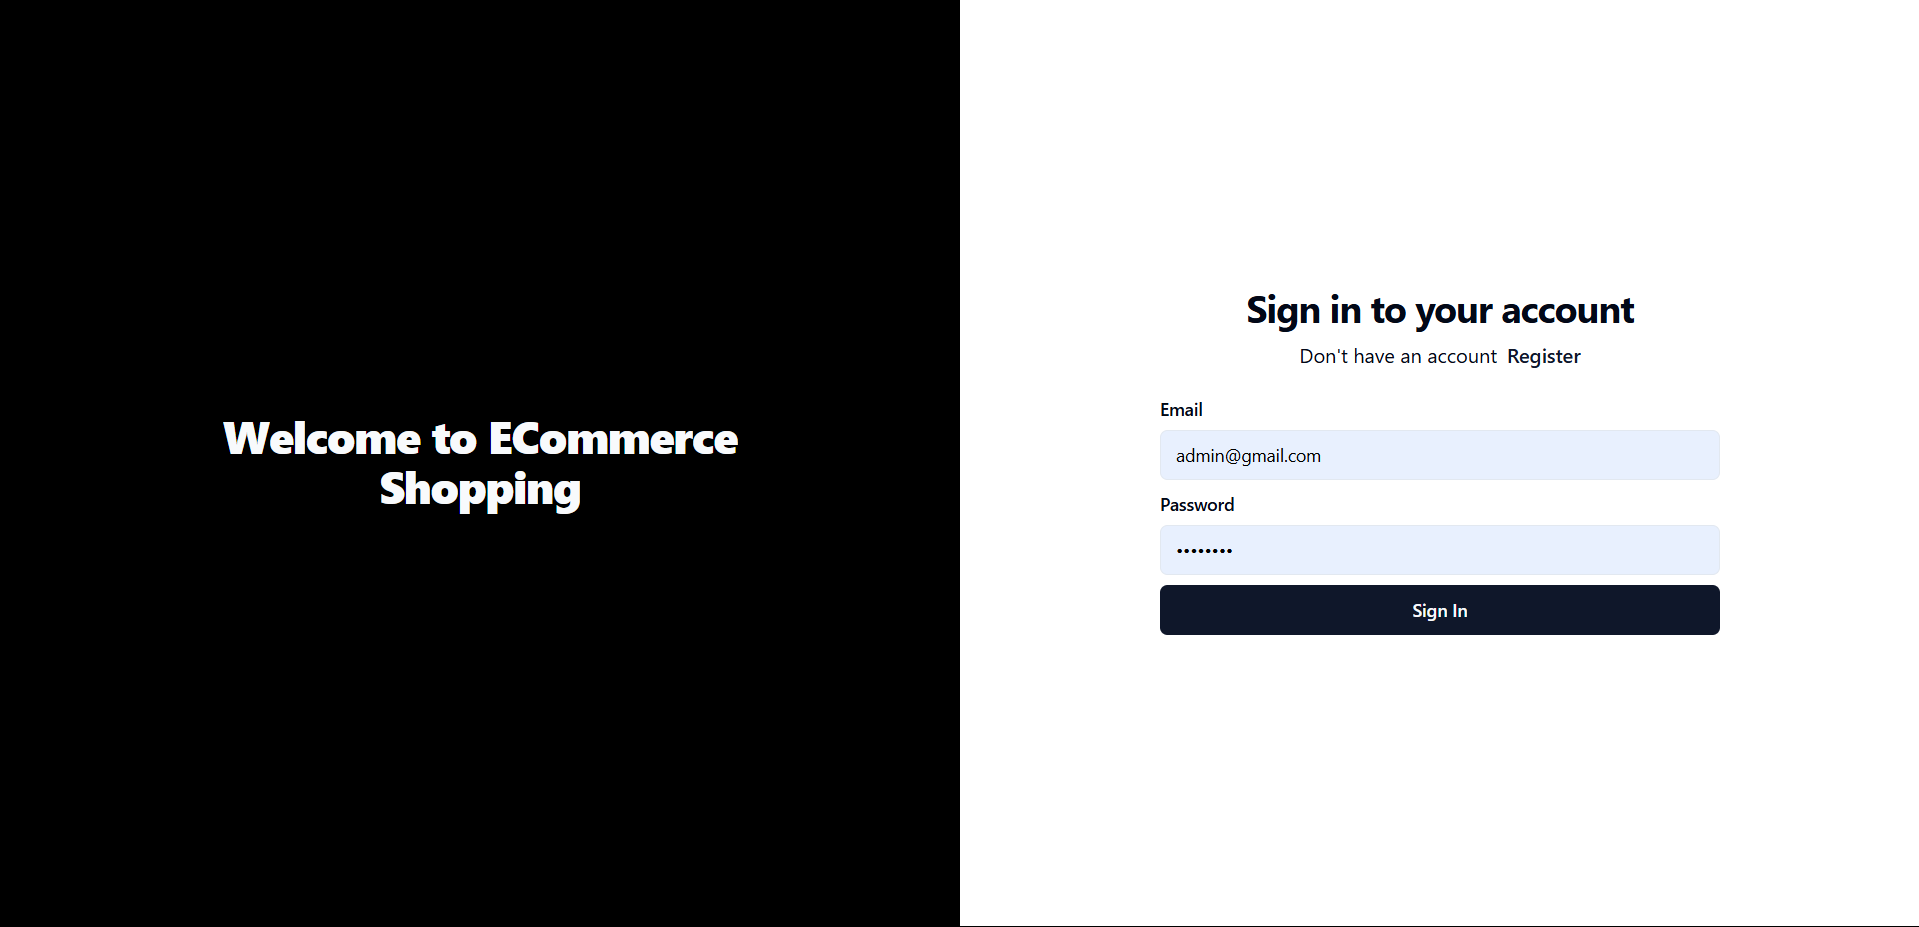 Welcome to ECommerce
Shopping
Sign in to your account
Don't have an account Register
Email
admin@gmail.com
Password
••••••••
Sign In